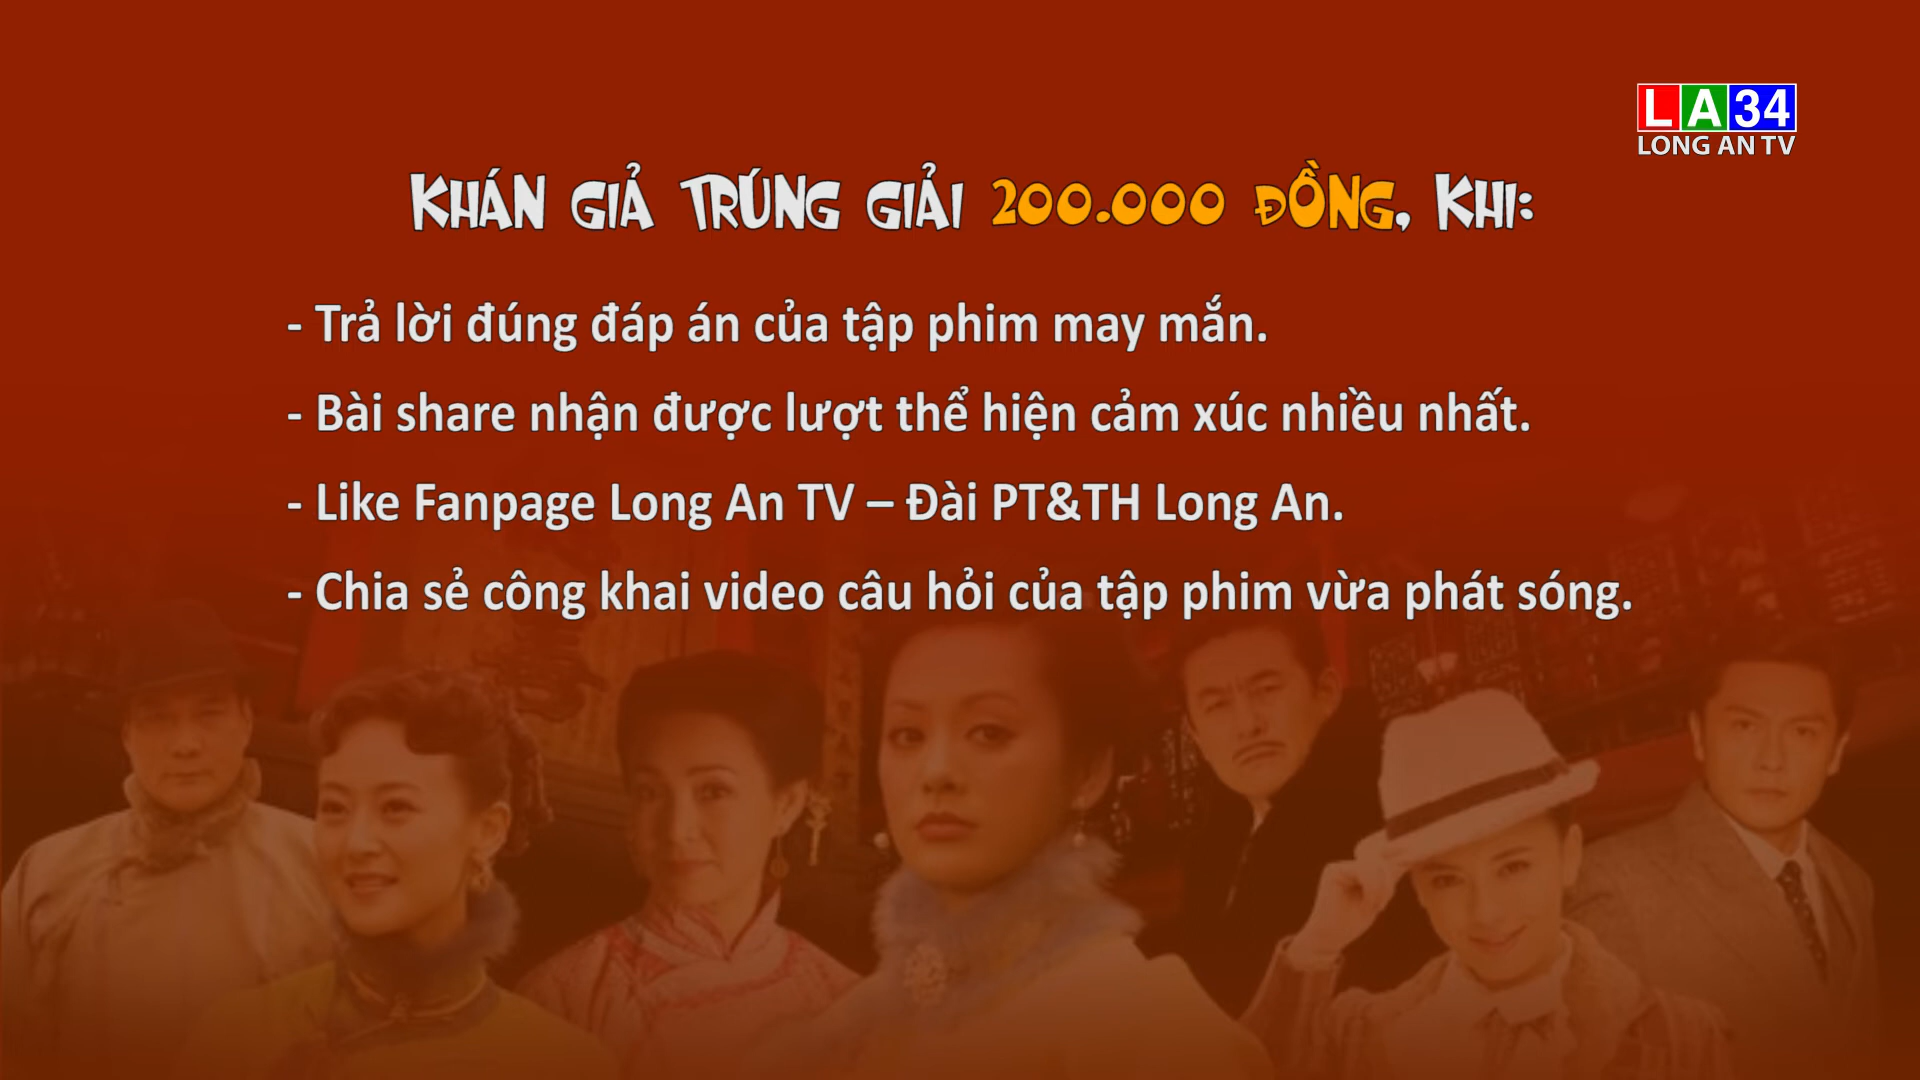 LA34
LONG AN TV
KHÁN GIẢ TRÚNG GIẢI 200.000 ĐỒNG, KHI:
- Trả lời đúng đáp án của tập phim may mắn.
- Bài share nhận được lượt thể hiện cảm xúc nhiều nhất.
- Like Fanpage Long An TV – Đài PT&TH Long An.
- Chia sẻ công khai video câu hỏi của tập phim vừa phát sóng.